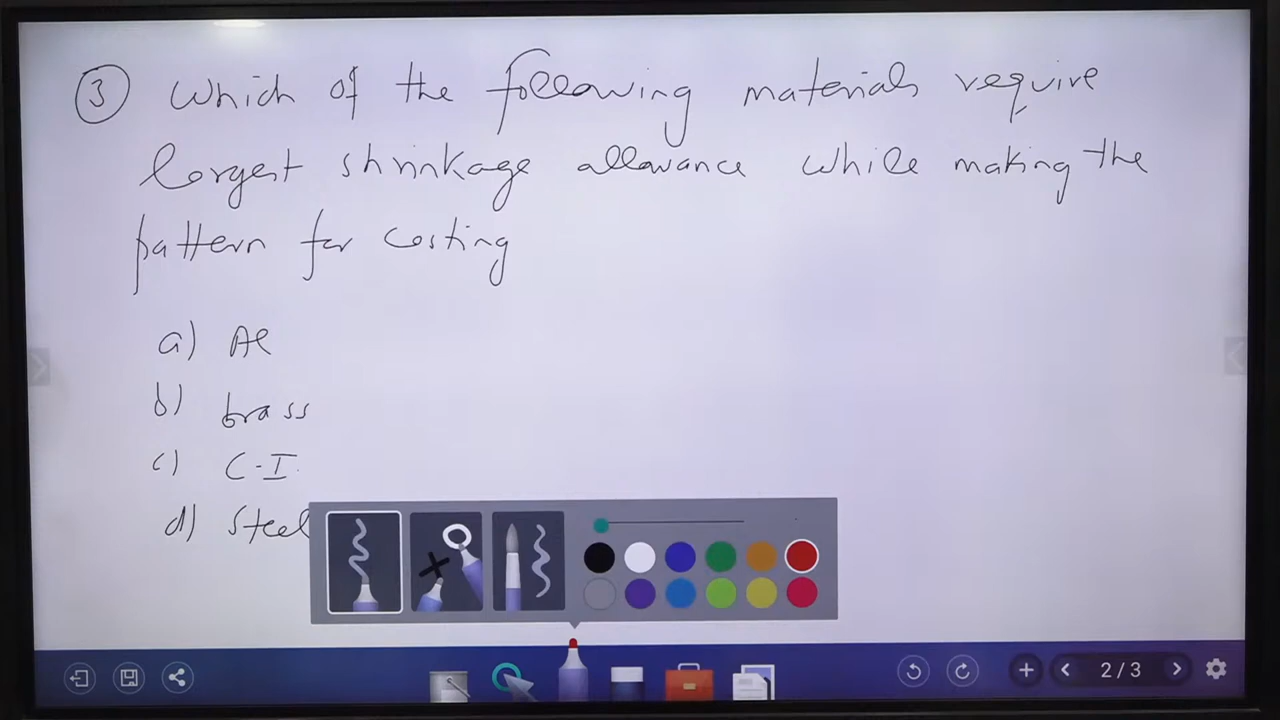 3 Which of the following materials require
largest shrinkage allowance while making the
pattern for casting
a) Al
b) brass
c) C-I.
d) Steel
2/3